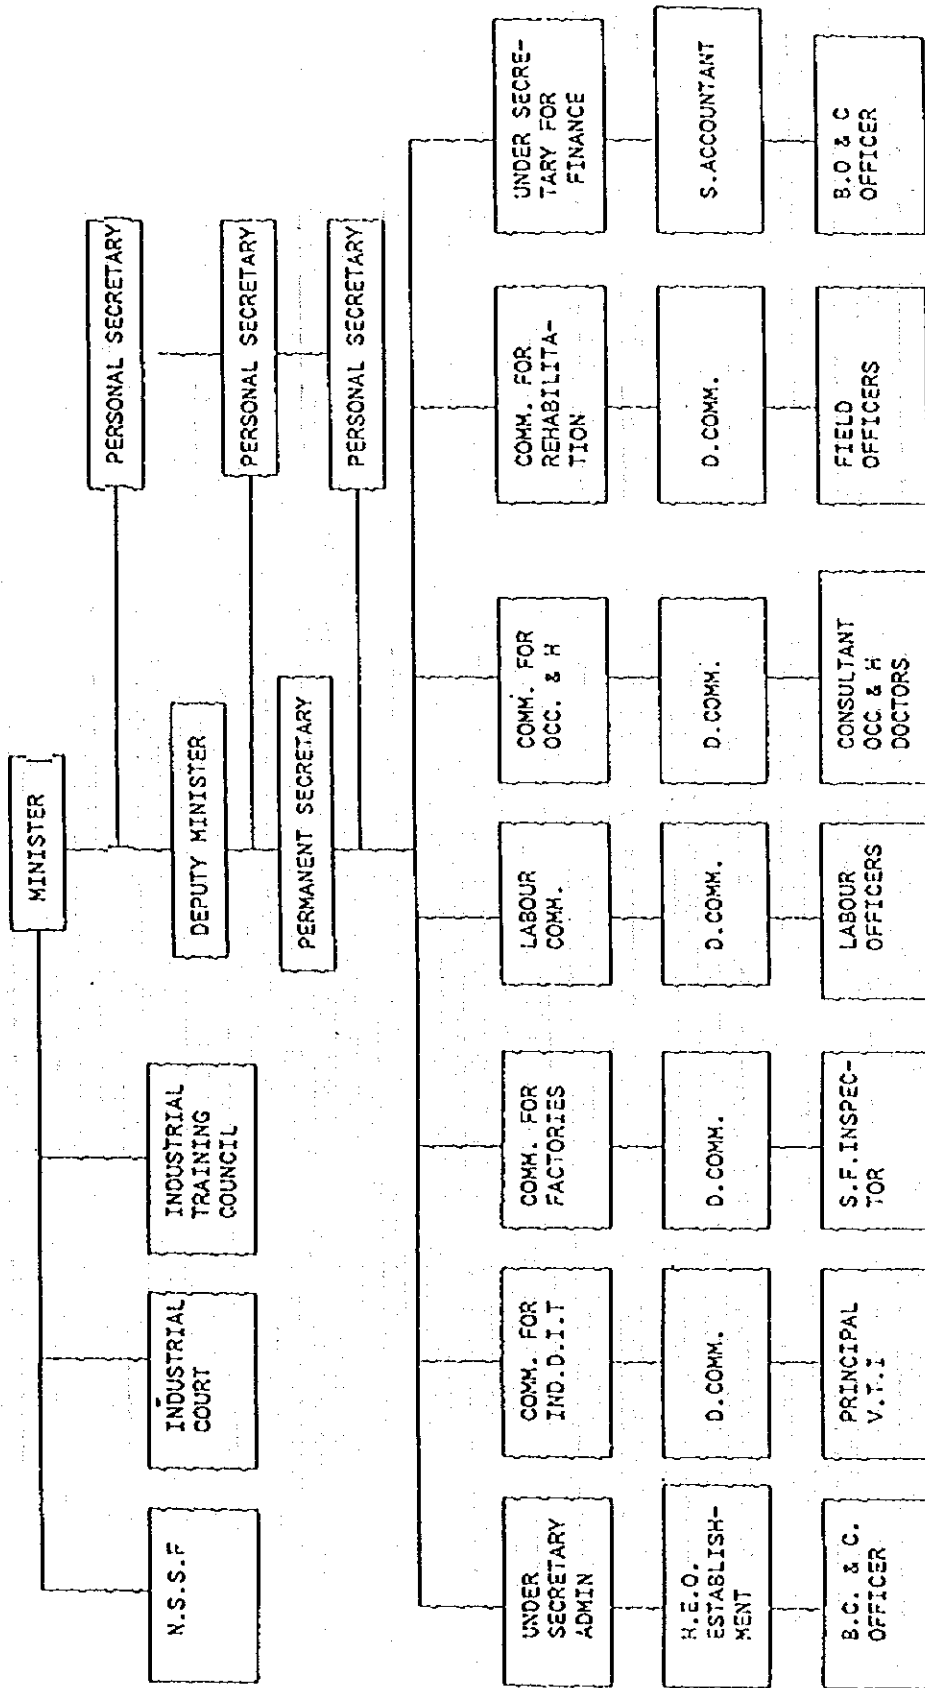 MINISTER
N.S.S.F
INDUSTRIAL
COURT
INDUSTRIAL
TRAINING
COUNCIL
DEPUTY MINISTER
PERMANENT SECRETARY
PERSONAL SECRETARY
PERSONAL SECRETARY
PERSONAL SECRETARY
UNDER
SECRETARY
ADMIN
COMM. FOR
IND.D.I.T
COMM. FOR
FACTORIES
LABOUR
COMM.
COMM. FOR
OCC. & H
COMM. FOR
REHABILITA-
TION
UNDER SECRE-
TARY FOR
FINANCE
H.E.O.
ESTABLISH-
MENT
D.COMM.
D.COMM.
D.COMM.
D.COMM.
D.COMM.
S.ACCOUNTANT
B.C. & C.
OFFICER
PRINCIPAL
V.T.I
S.F.INSPEC-
TOR
LABOUR
OFFICERS
CONSULTANT
OCC. & H
DOCTORS
FIELD
OFFICERS
B.O & C
OFFICER